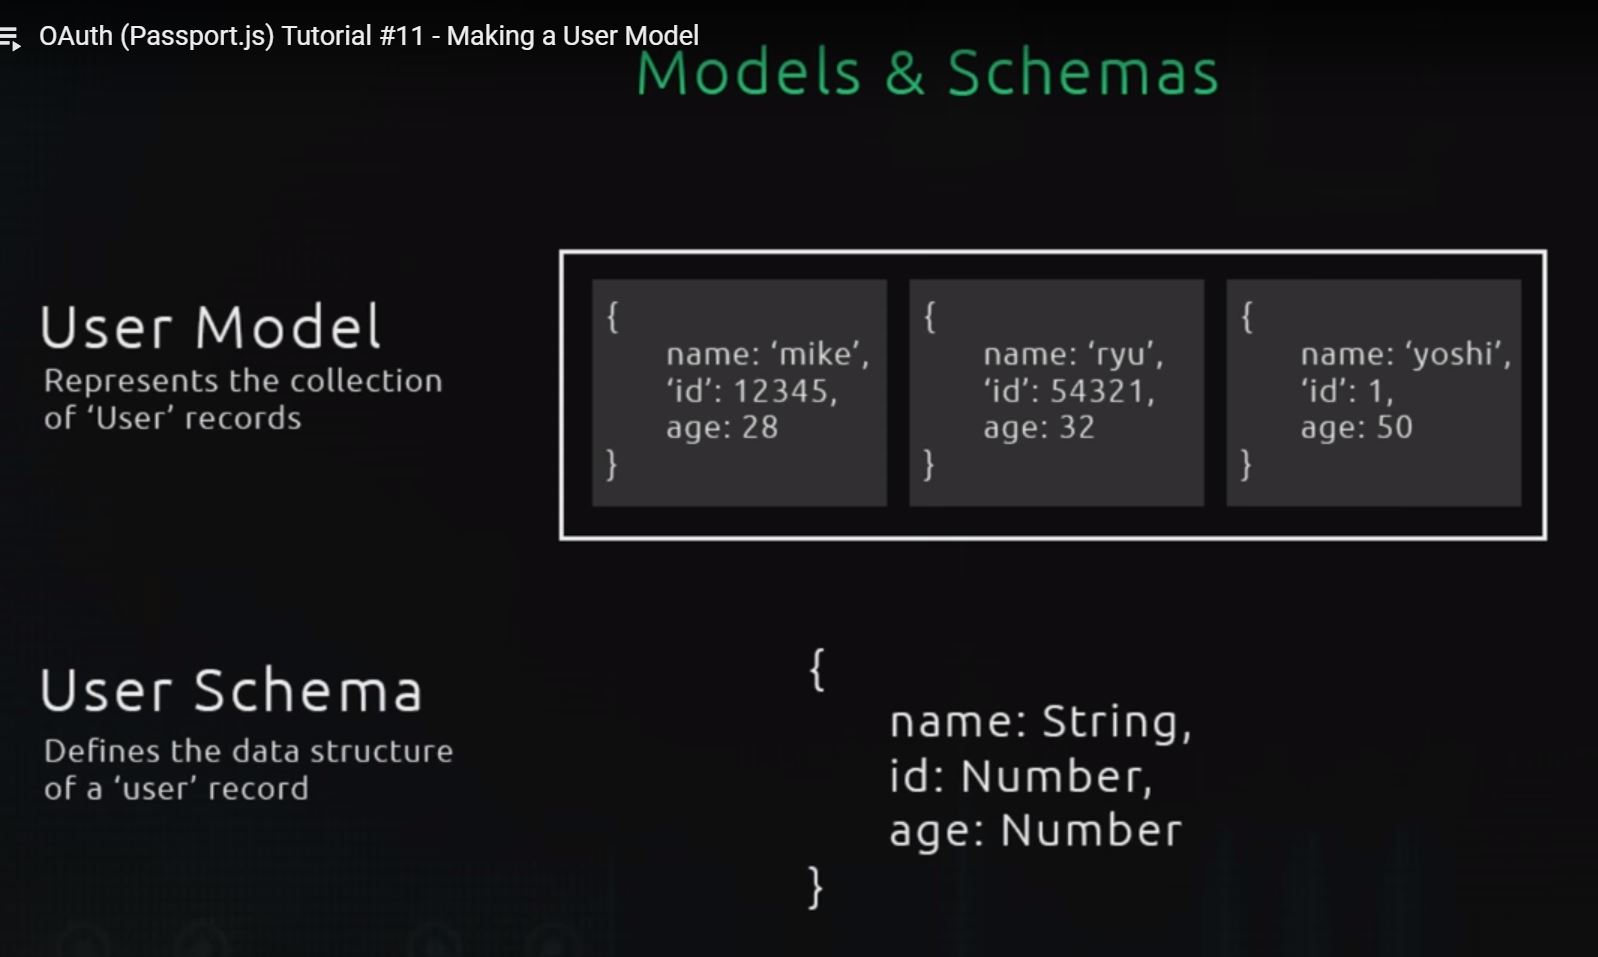 OAuth (Passport.js) Tutorial #11 - Making a User Model
Models & Schemas
User Model
Represents the collection
of ‘User’ records
{
name: ‘mike’,
‘id’: 12345,
age: 28
}
{
name: ‘ryu’,
‘id’: 54321,
age: 32
}
{
name: ‘yoshi’,
‘id’: 1,
age: 50
}
User Schema
Defines the data structure
of a ‘user’ record
{
name: String,
id: Number,
age: Number
}